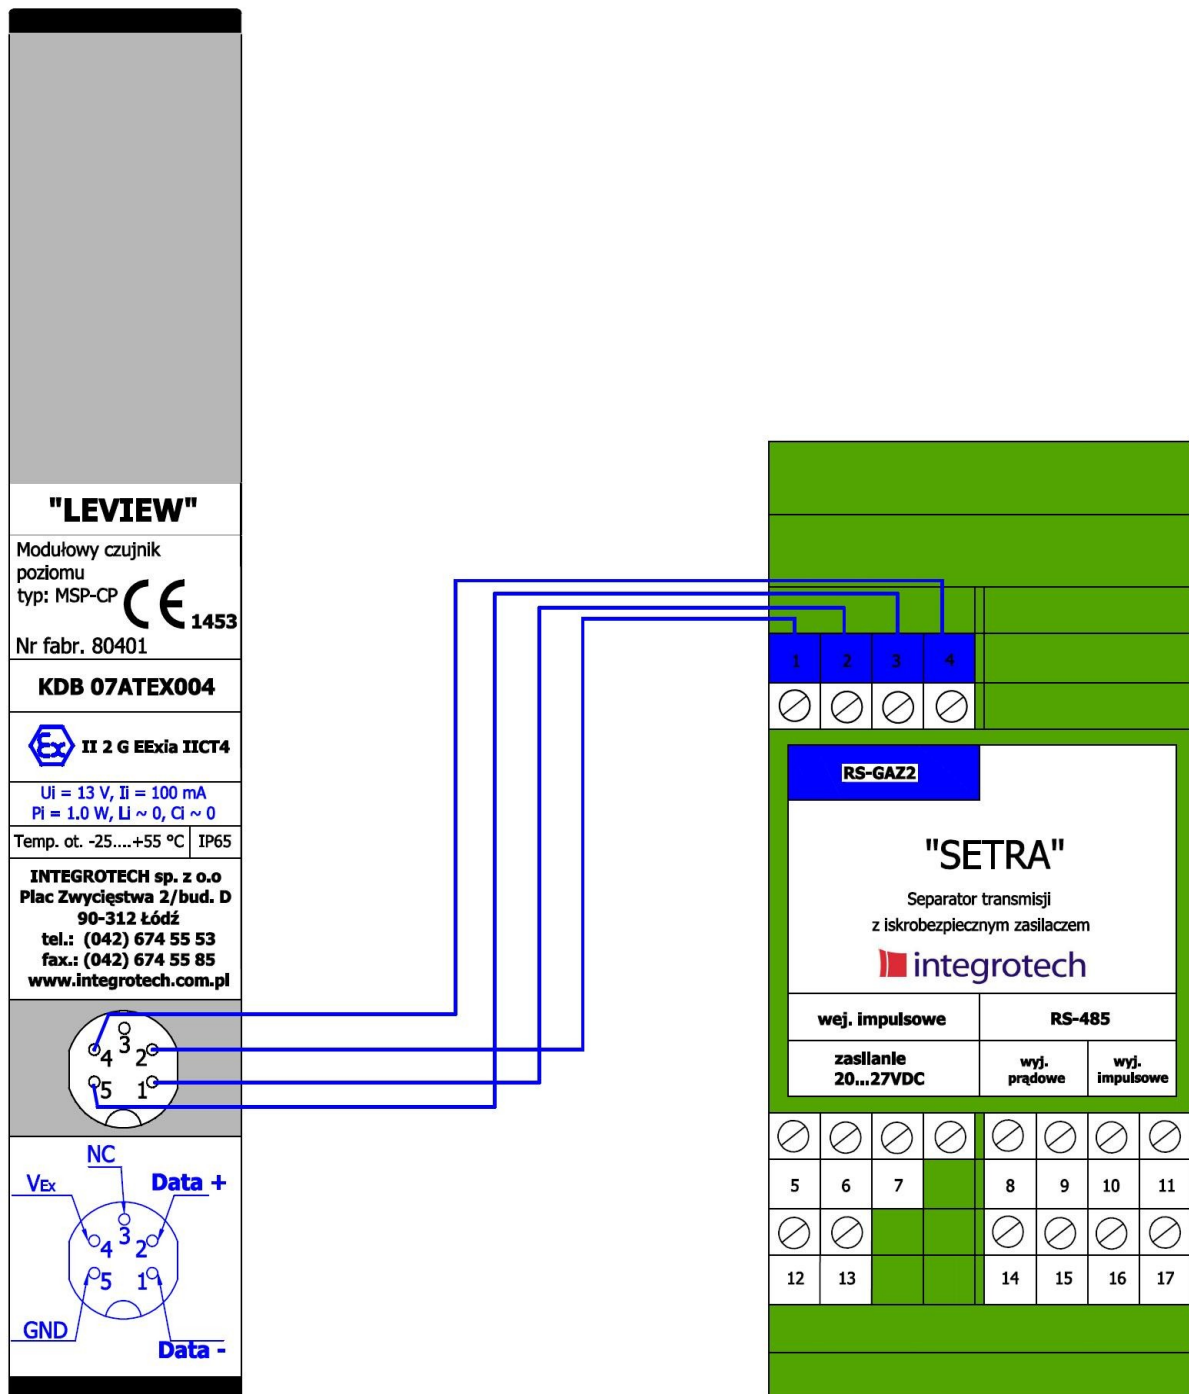 "LEVIEW"
Modułowy czujnik
poziomu
typ: MSP-CP
CE
1453
Nr fabr. 80401
KDB 07ATEX004
Ex
II 2 G EExia IICT4
Ui = 13 V, Ii = 100 mA
Pi = 1.0 W, Li ~ 0, Ci ~ 0
Temp. ot. -25....+55 °C
IP65
INTEGROTECH sp. z o.o
Plac Zwycięstwa 2/bud. D
90-312 Łódź
tel.: (042) 674 55 53
fax.: (042) 674 55 85
www.integrotech.com.pl
3
4 2
5 1
NC
VEx
Data +
3
4 2
5 1
GND
Data -
1 2 3 4
RS-GAZ2
"SETRA"
Separator transmisji
z iskrobezpiecznym zasilaczem
integrotech
wej. impulsowe
RS-485
zasilanie
20...27VDC
wyj.
prądowe
wyj.
impulsowe
5 6 7 8 9 10 11
12 13 14 15 16 17